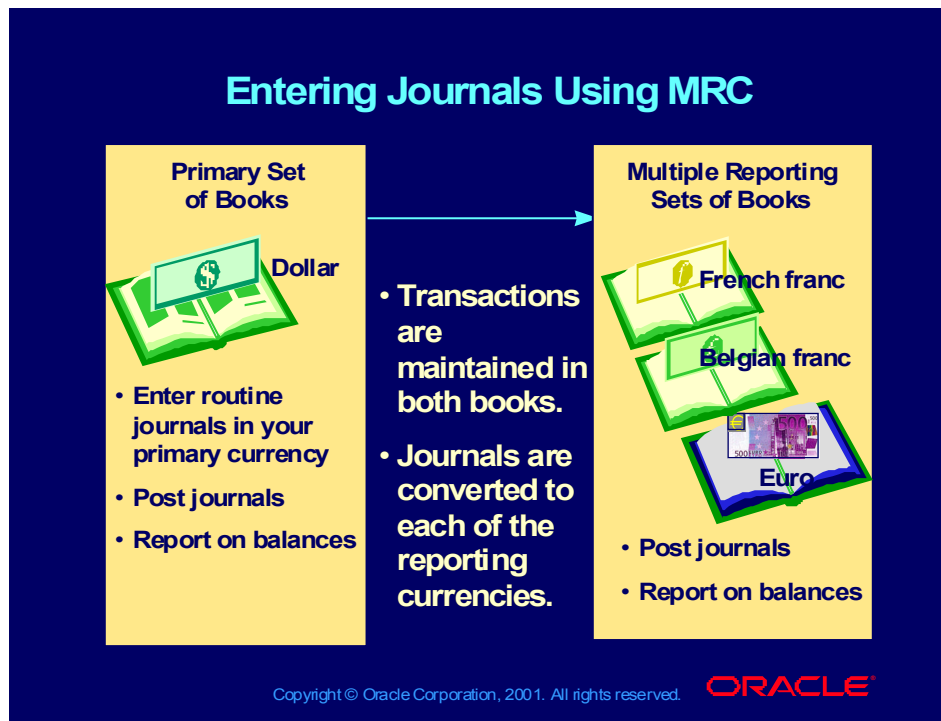 Entering Journals Using MRC
Primary Set
of Books
$
Dollar
• Enter routine
journals in your
primary currency
• Post journals
• Report on balances
• Transactions
are
maintained in
both books.
• Journals are
converted to
each of the
reporting
currencies.
Multiple Reporting
Sets of Books
French franc
Belgian franc
€
500
500
Euro
• Post journals
• Report on balances
Copyright © Oracle Corporation, 2001. All rights reserved.
ORACLE®